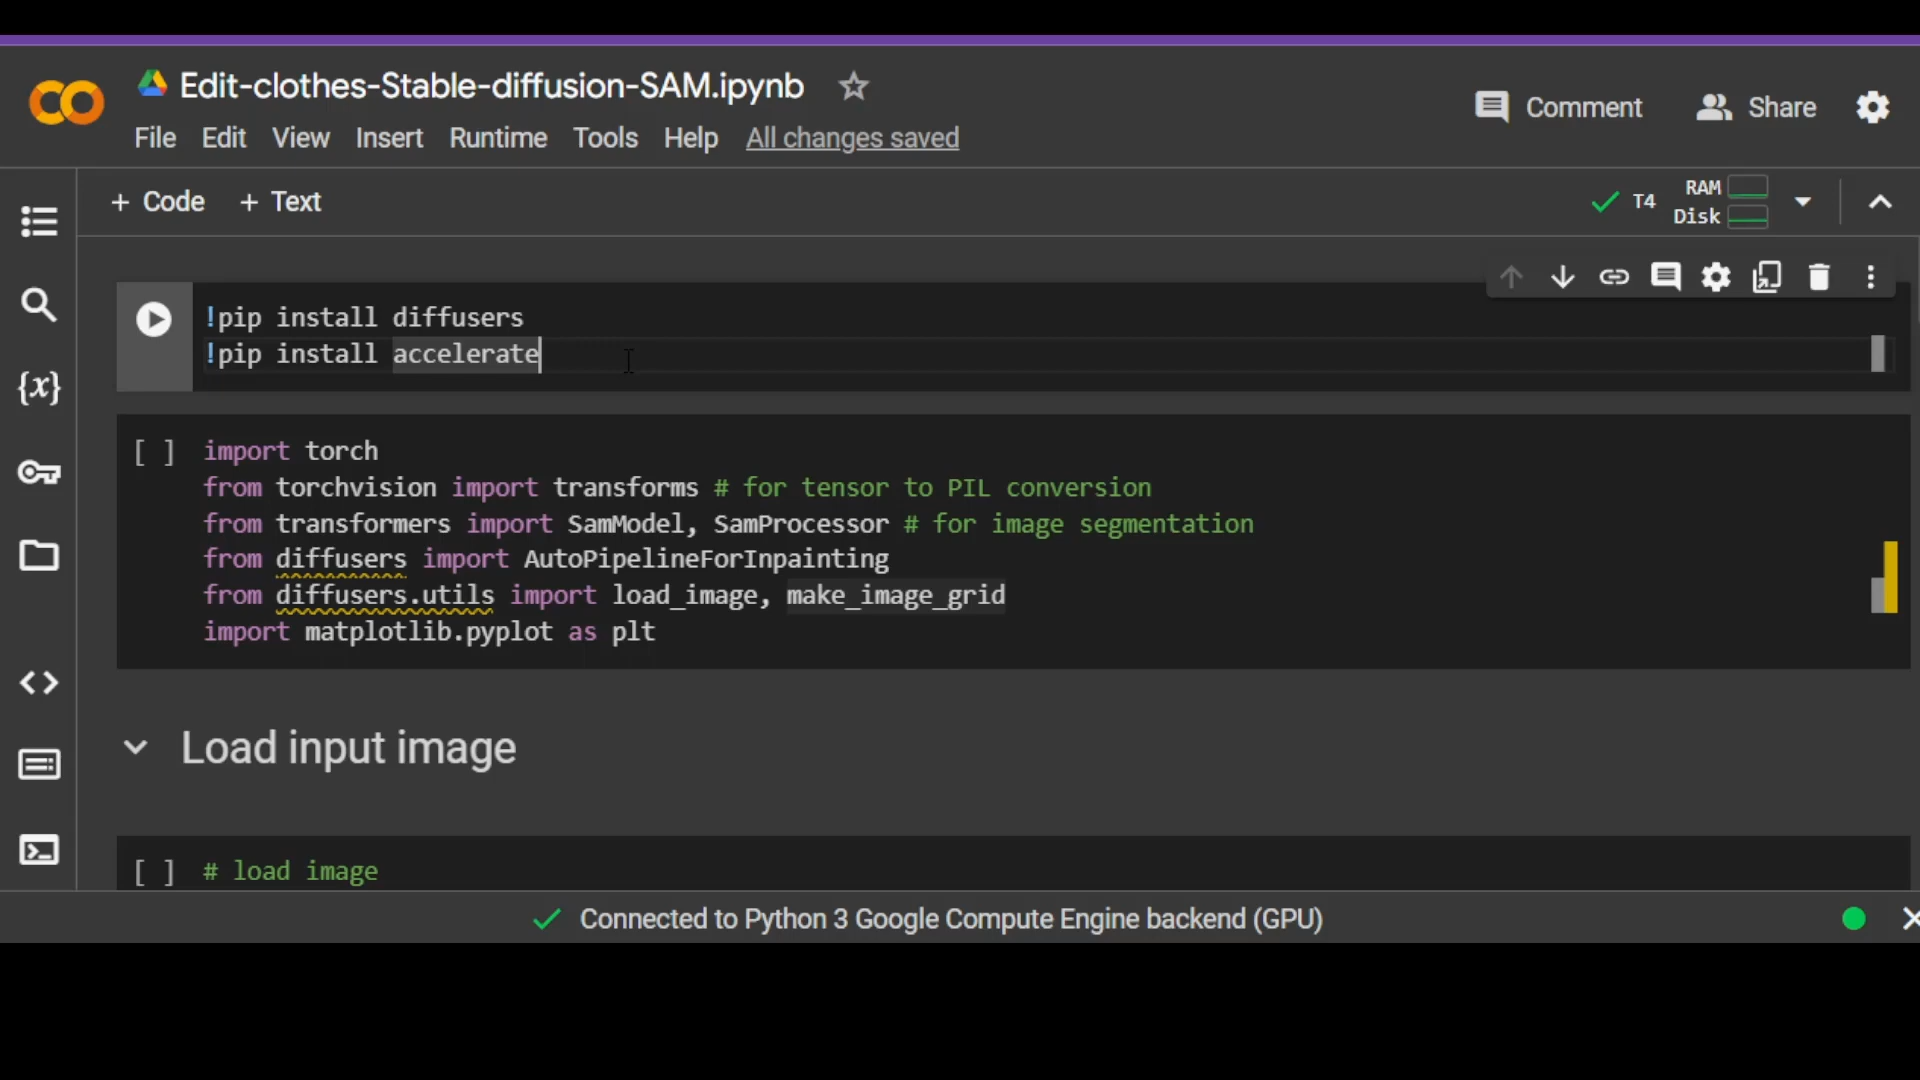 Edit-clothes-Stable-diffusion-SAM.ipynb
Comment
Share
File Edit View Insert Runtime Tools Help All changes saved
+ Code + Text
T4
RAM
Disk
!pip install diffusers
!pip install accelerate
{x}
[ ] import torch
from torchvision import transforms # for tensor to PIL conversion
from transformers import SamModel, SamProcessor # for image segmentation
from diffusers import AutoPipelineForInpainting
from diffusers.utils import load_image, make_image_grid
import matplotlib.pyplot as plt
Load input image
[ ] # load image
Connected to Python 3 Google Compute Engine backend (GPU)